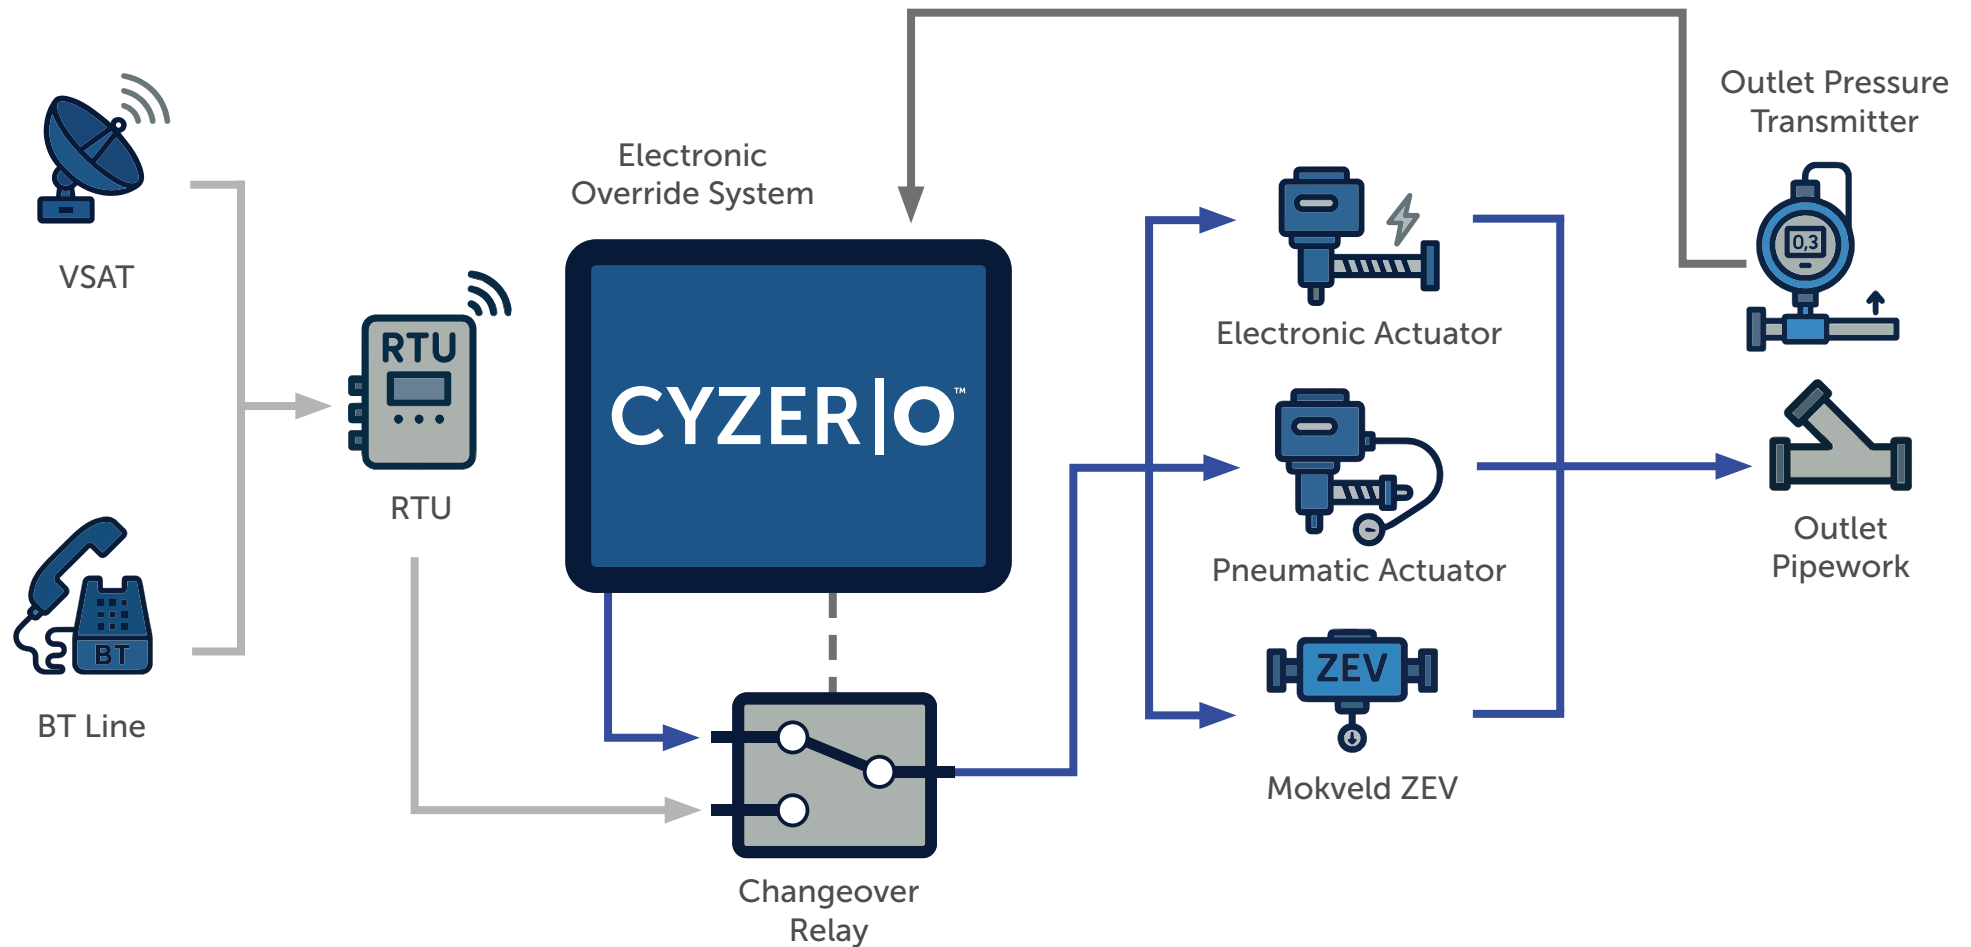 VSAT
BT
BT Line
RTU
RTU
Electronic
Override System
CYZER|O™
Changeover
Relay
Electronic Actuator
Pneumatic Actuator
ZEV
Mokveld ZEV
Outlet Pressure
Transmitter
0,3
Outlet
Pipework